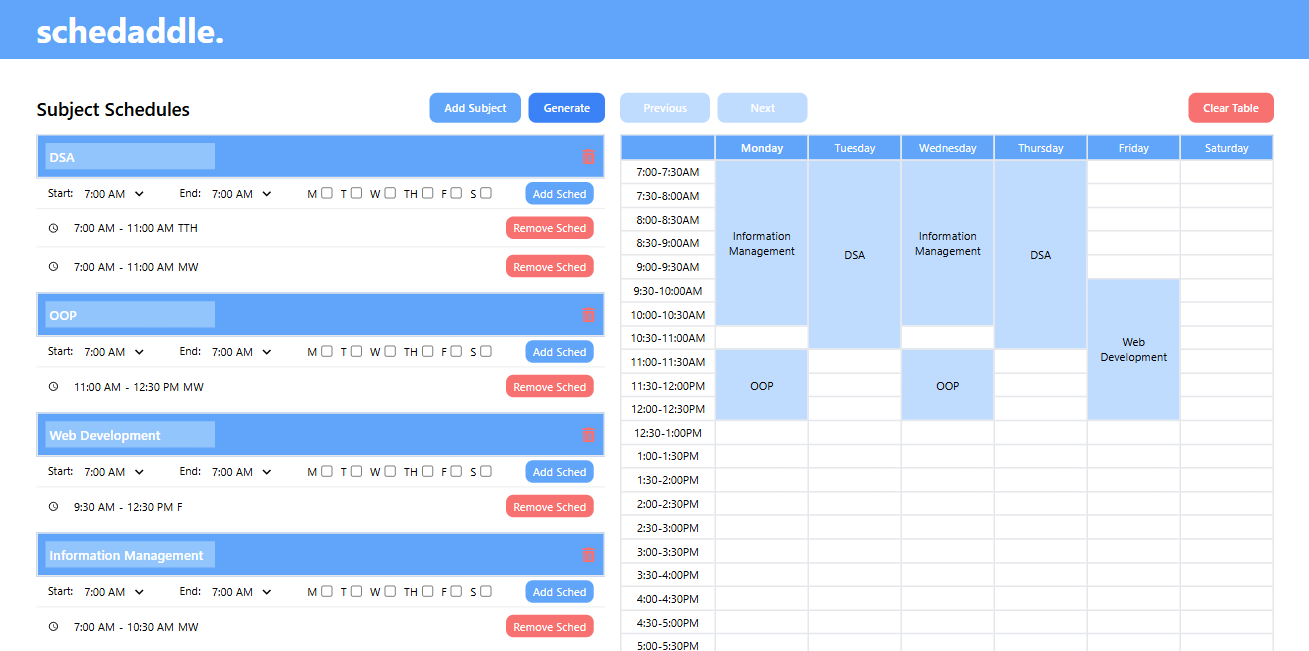 schedaddle.
Subject Schedules
Add Subject
Generate
Previous
Next
Clear Table
DSA
Start: 7:00 AM End: 7:00 AM M T W TH F S Add Sched
7:00 AM - 11:00 AM TTH Remove Sched
7:00 AM - 11:00 AM MW Remove Sched
OOP
Start: 7:00 AM End: 7:00 AM M T W TH F S Add Sched
11:00 AM - 12:30 PM MW Remove Sched
Web Development
Start: 7:00 AM End: 7:00 AM M T W TH F S Add Sched
9:30 AM - 12:30 PM F Remove Sched
Information Management
Start: 7:00 AM End: 7:00 AM M T W TH F S Add Sched
7:00 AM - 10:30 AM MW Remove Sched
Monday Tuesday Wednesday Thursday Friday Saturday
7:00-7:30AM
7:30-8:00AM
8:00-8:30AM
8:30-9:00AM
9:00-9:30AM
9:30-10:00AM
10:00-10:30AM
10:30-11:00AM
11:00-11:30AM
11:30-12:00PM
12:00-12:30PM
12:30-1:00PM
1:00-1:30PM
1:30-2:00PM
2:00-2:30PM
2:30-3:00PM
3:00-3:30PM
3:30-4:00PM
4:00-4:30PM
4:30-5:00PM
5:00-5:30PM
Information
Management
OOP
DSA
Information
Management
OOP
DSA
Web
Development